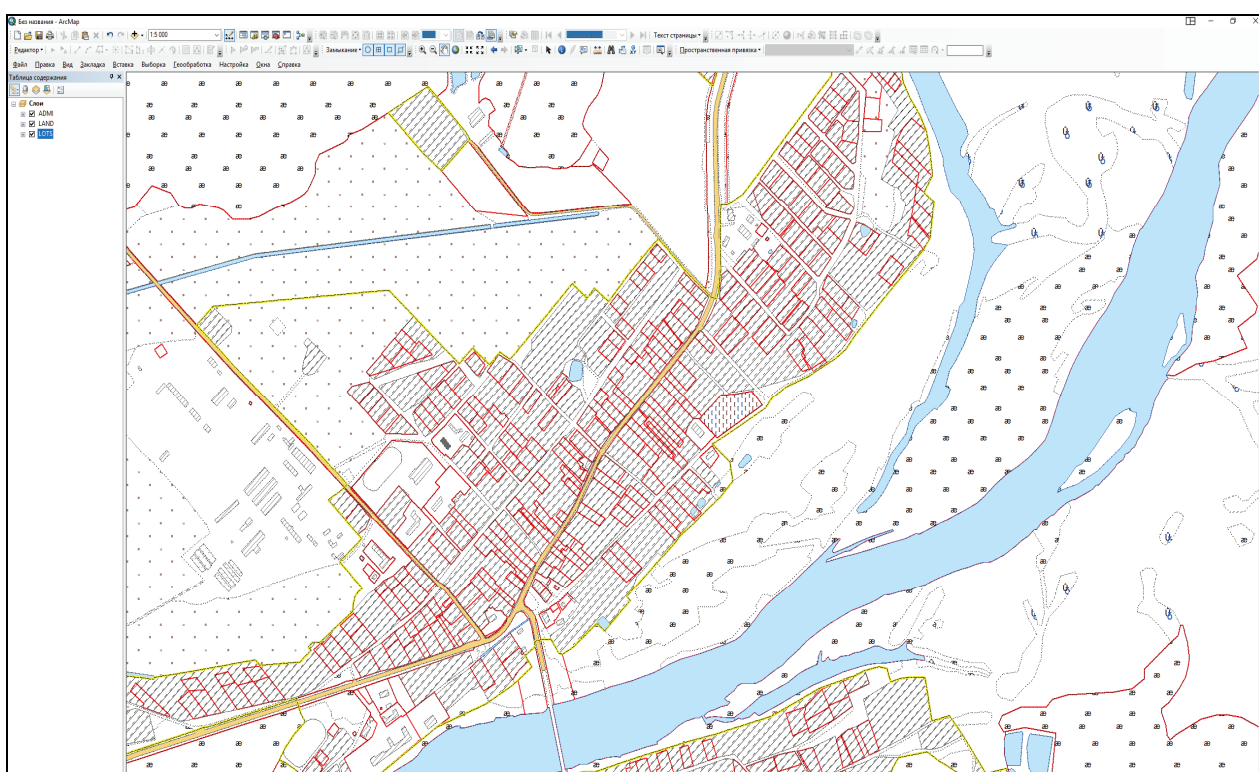 Без названия - ArcMap
1:5 000
Текст страницы
Редактор
Замыкание
Пространственная привязка
Файл Правка Вид Закладка Вставка Выборка Геообработка Настройка Окна Справка
Таблица содержания
Слои
ADMI
LAND
LOTS